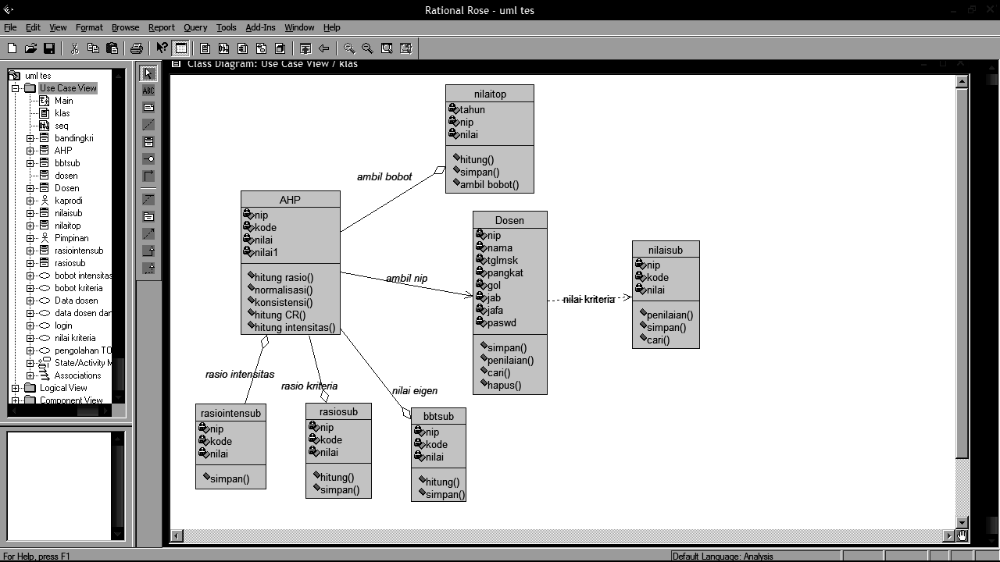 Rational Rose - uml tes
File Edit View Format Browse Report Query Tools Add-Ins Window Help
ABC
uml tes
Use Case View
Main
klas
seq
bandingkri
AHP
bbtsub
dosen
Dosen
kaprodi
nilaisub
nilaitop
Pimpinan
rasiointensub
rasiosub
bobot intensitas
bobot kriteria
Data dosen
data dosen dan
login
nilai kriteria
pengolahan TO
State/Activity M
Associations
Logical View
Component View
Class Diagram: Use Case View / klas
nilaitop
tahun
nip
nilai
hitung()
simpan()
ambil bobot()
ambil bobot
AHP
nip
kode
nilai
nilai1
hitung rasio()
normalisasi()
konsistensi()
hitung CR()
hitung intensitas()
ambil nip
Dosen
nip
nama
tglmsk
pangkat
gol
jab
jafa
paswd
simpan()
penilaian()
cari()
hapus()
nilai kriteria
nilaisub
nip
kode
nilai
penilaian()
simpan()
cari()
rasio intensitas
rasio kriteria
nilai eigen
rasiointensub
nip
kode
nilai
simpan()
rasiosub
nip
kode
nilai
hitung()
simpan()
bbtsub
nip
kode
nilai
hitung()
simpan()
For Help, press F1
Default Language: Analysis